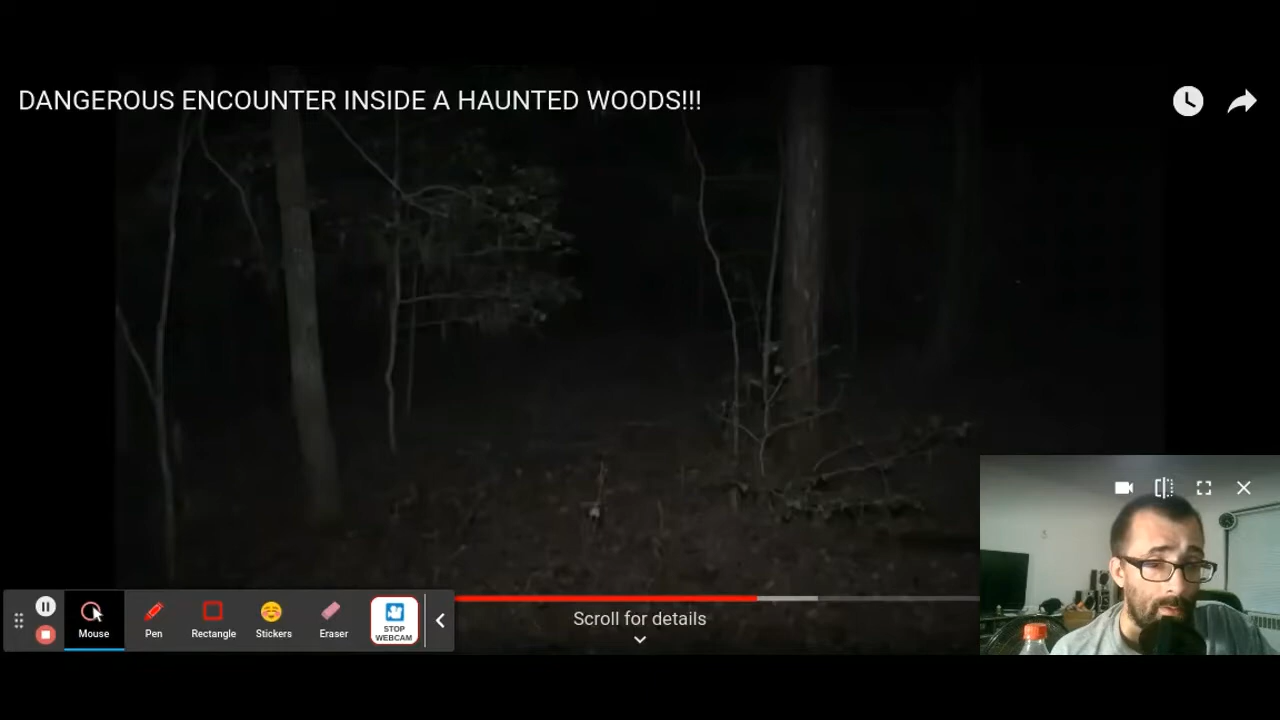 DANGEROUS ENCOUNTER INSIDE A HAUNTED WOODS!!!
Scroll for details
Mouse
Pen
Rectangle
Stickers
Eraser
STOP
WEBCAM